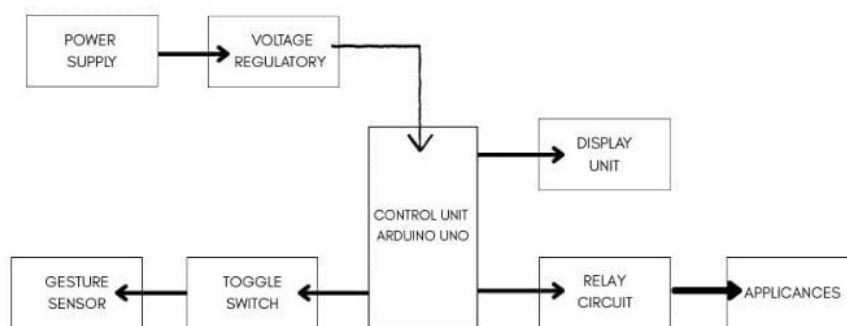 POWER
SUPPLY
VOLTAGE
REGULATORY
DISPLAY
UNIT
CONTROL UNIT
ARDUINO UNO
GESTURE
SENSOR
TOGGLE
SWITCH
RELAY
CIRCUIT
APPLICANCES